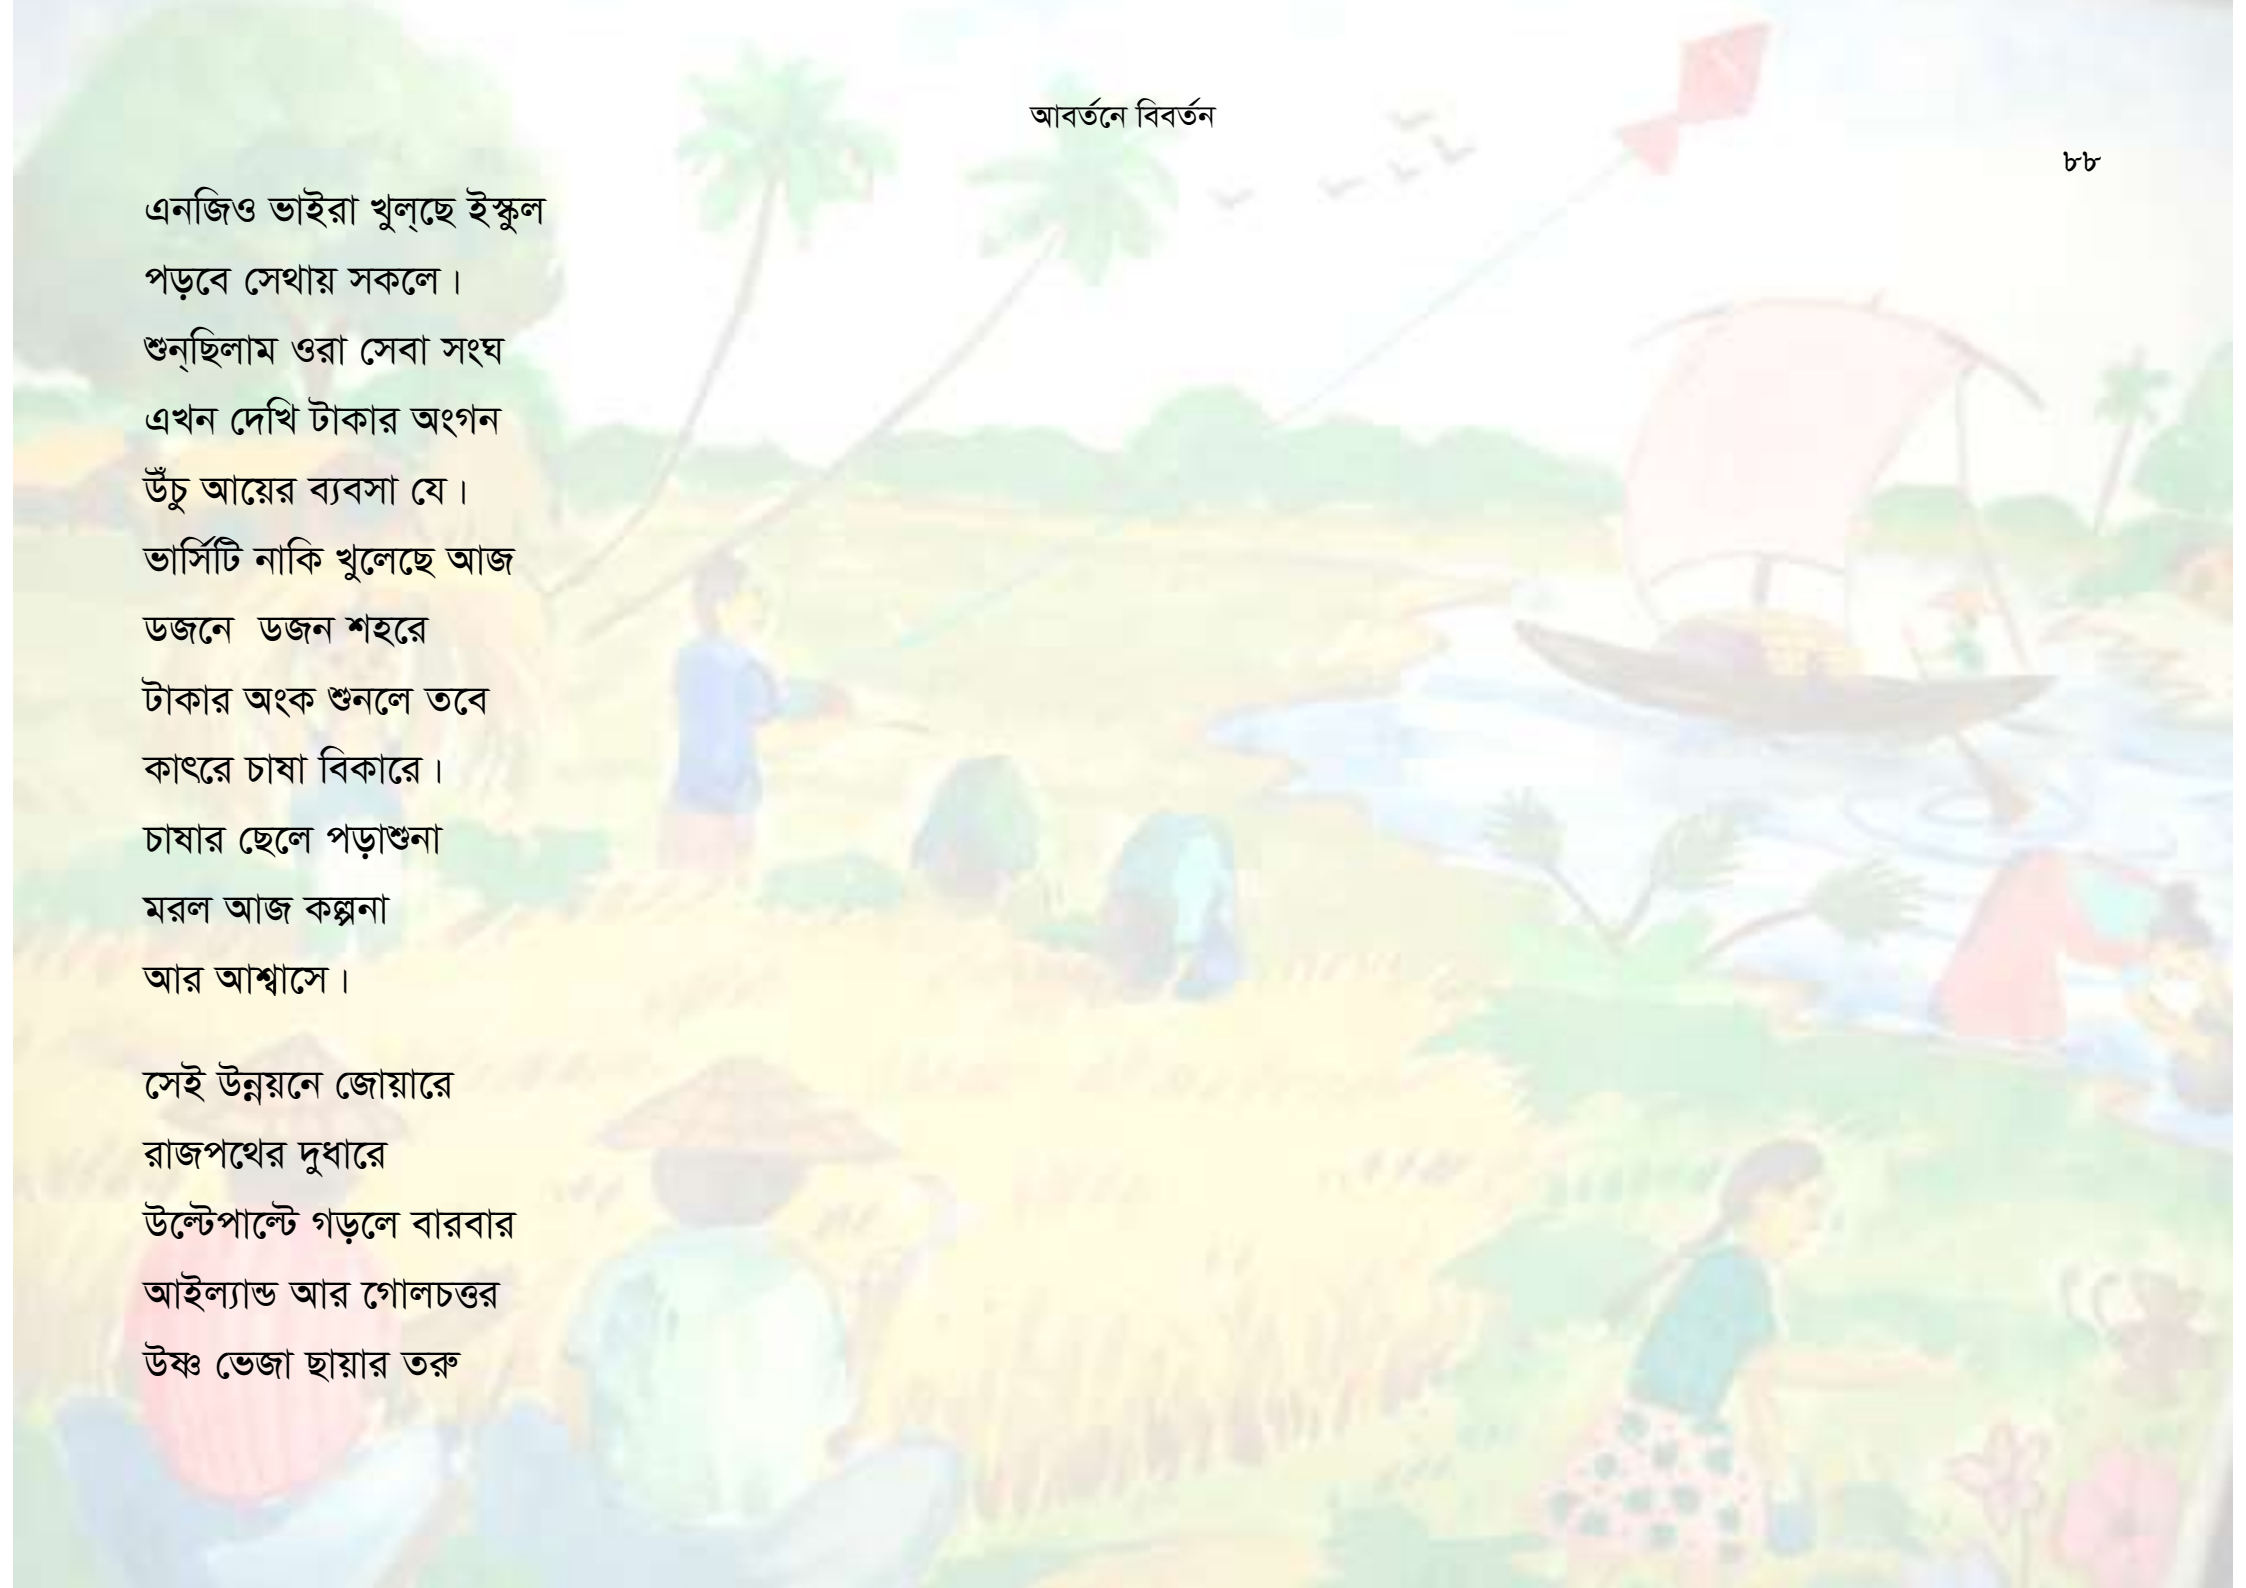 আবর্তনে বিবর্তন
৮৮
এনজিও ভাইরা খুল্‌ছে ইস্কুল
পড়বে সেথায় সকলে।
শুন্‌ছিলাম ওরা সেবা সংঘ
এখন দেখি টাকার অংগন
উঁচু আয়ের ব্যবসা যে।
ভার্সিটি নাকি খুলেছে আজ
ডজনে  ডজন শহরে
টাকার অংক শুনলে তবে
কাৎরে চাষা বিকারে।
চাষার ছেলে পড়াশুনা
মরল আজ কল্পনা
আর আশ্বাসে।
সেই উন্নয়নে জোয়ারে
রাজপথের দুধারে
উল্টেপাল্টে গড়লে বারবার
আইল্যান্ড আর গোলচত্তর
উষ্ণ ভেজা ছায়ার তরু